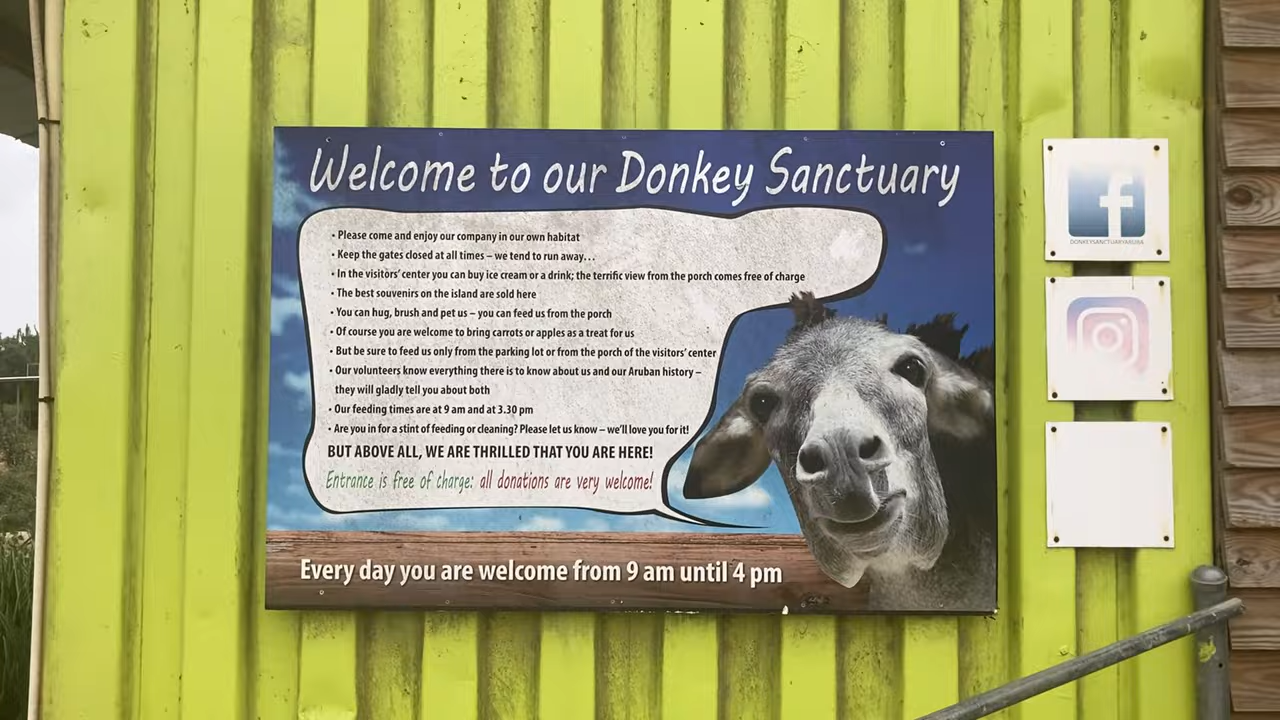 Welcome to our Donkey Sanctuary
• Please come and enjoy our company in our own habitat
• Keep the gates closed at all times – we tend to run away…
• In the visitors’ center you can buy ice cream or a drink; the terrific view from the porch comes free of charge
• The best souvenirs on the island are sold here
• You can hug, brush and pet us – you can feed us from the porch
• Of course you are welcome to bring carrots or apples as a treat for us
• But be sure to feed us only from the parking lot or from the porch of the visitors’ center
• Our volunteers know everything there is to know about us and our Aruban history –
they will gladly tell you about both
• Our feeding times are at 9 am and at 3.30 pm
• Are you in for a stint of feeding or cleaning? Please let us know – we’ll love you for it!
BUT ABOVE ALL, WE ARE THRILLED THAT YOU ARE HERE!
Entrance is free of charge: all donations are very welcome!
Every day you are welcome from 9 am until 4 pm
f
DONKEYSANCTUARYARUBA